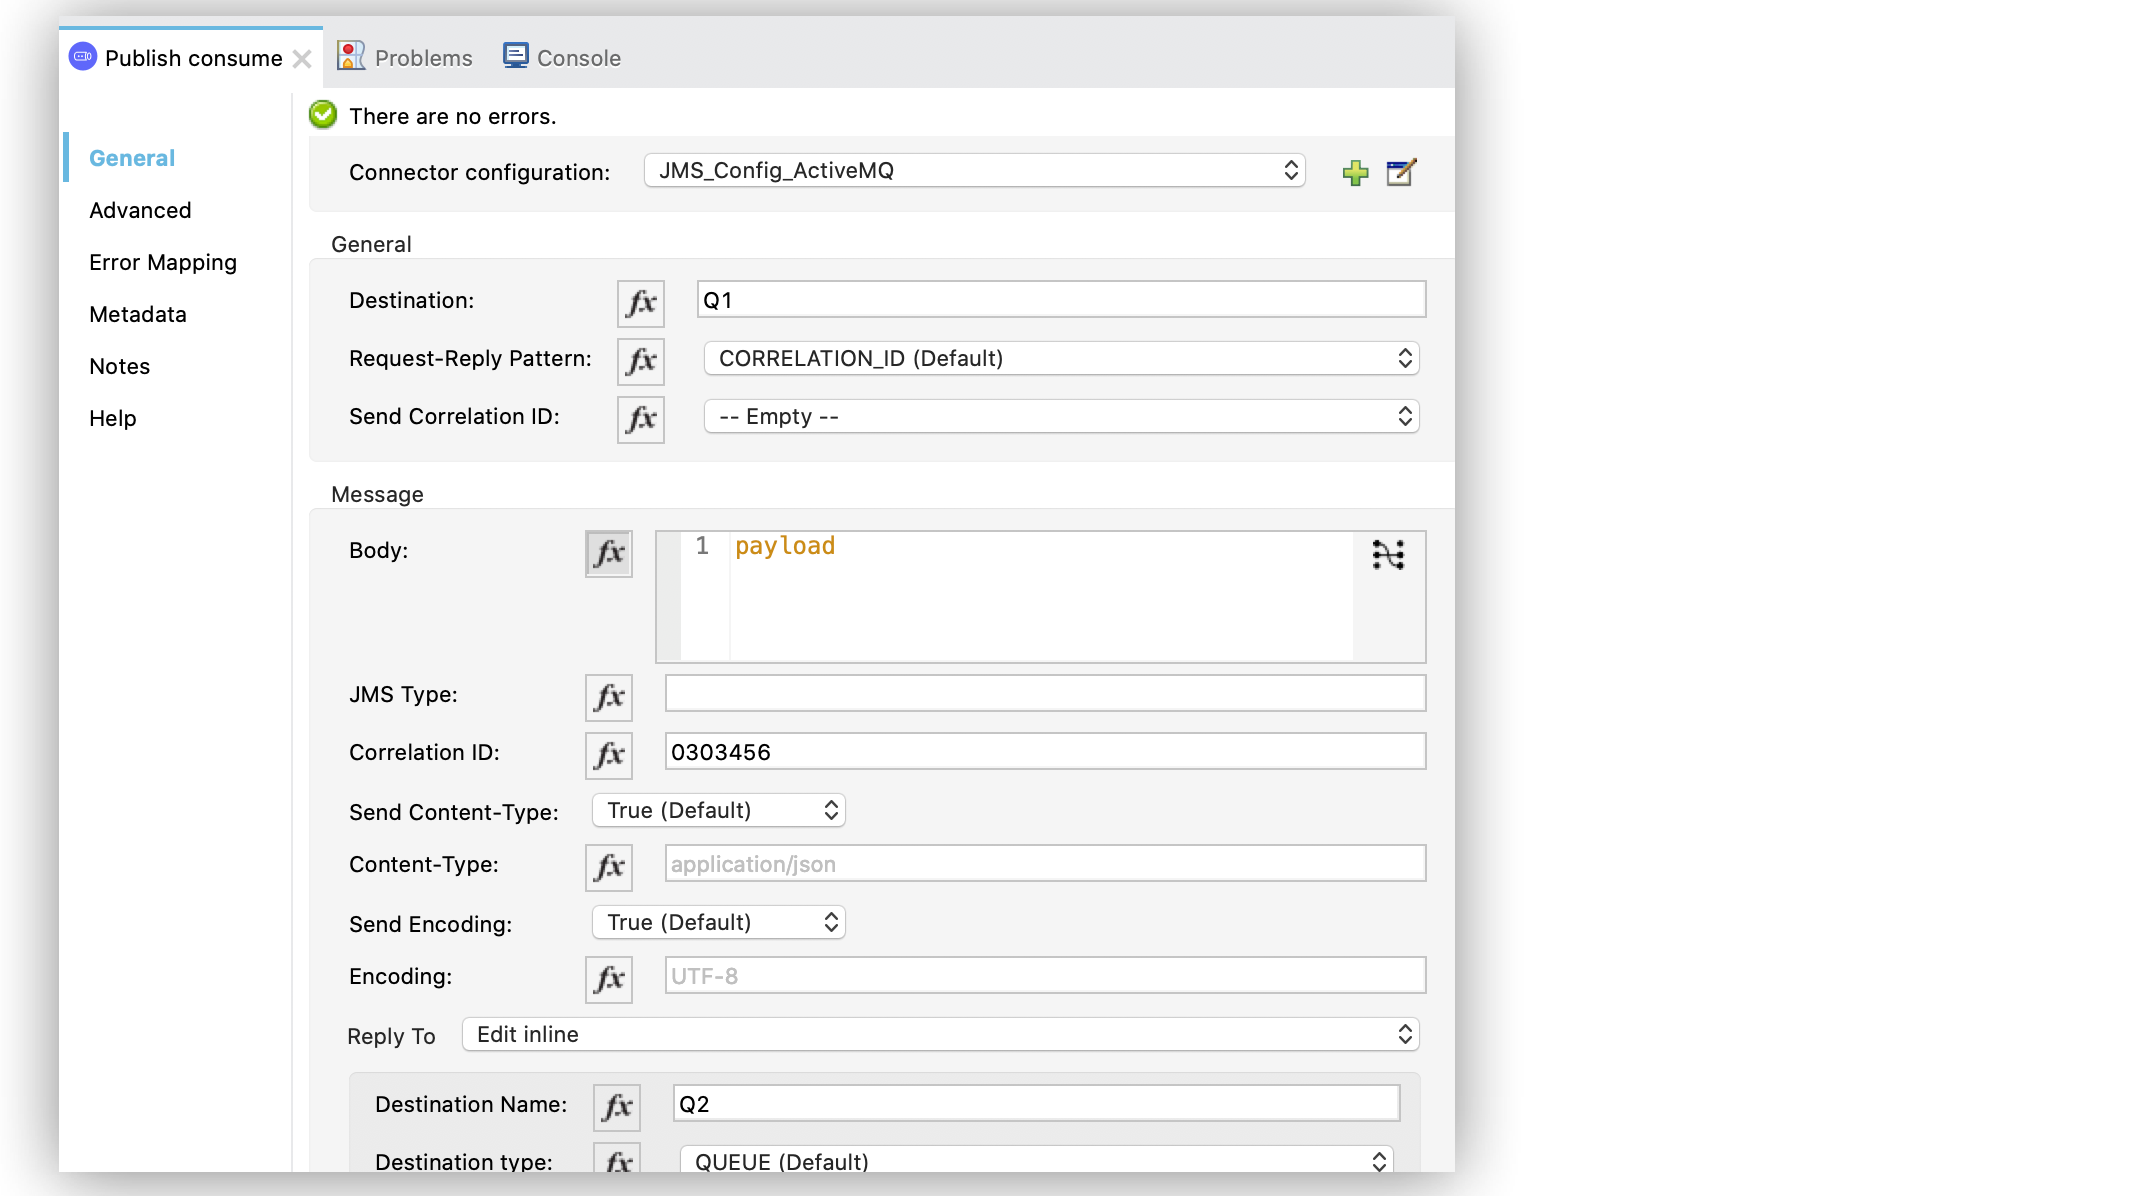 Publish consume Problems Console
There are no errors.
General
Advanced
Error Mapping
Metadata
Notes
Help
Connector configuration: JMS_Config_ActiveMQ
General
Destination: fx Q1
Request-Reply Pattern: fx CORRELATION_ID (Default)
Send Correlation ID: fx -- Empty --
Message
Body: fx 1 payload
JMS Type: fx
Correlation ID: fx 0303456
Send Content-Type: True (Default)
Content-Type: fx application/json
Send Encoding: True (Default)
Encoding: fx UTF-8
Reply To Edit inline
Destination Name: fx Q2
Destination type: fx QUEUE (Default)